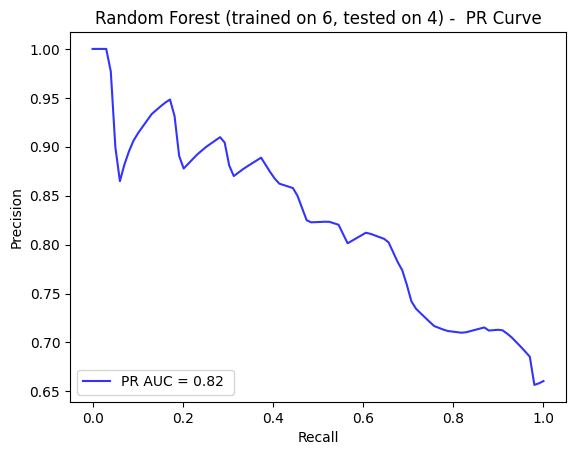 Random Forest (trained on 6, tested on 4) -  PR Curve
1.00
0.95
0.90
0.85
0.80
0.75
0.70
0.65
Precision
PR AUC = 0.82
0.0 0.2 0.4 0.6 0.8 1.0
Recall